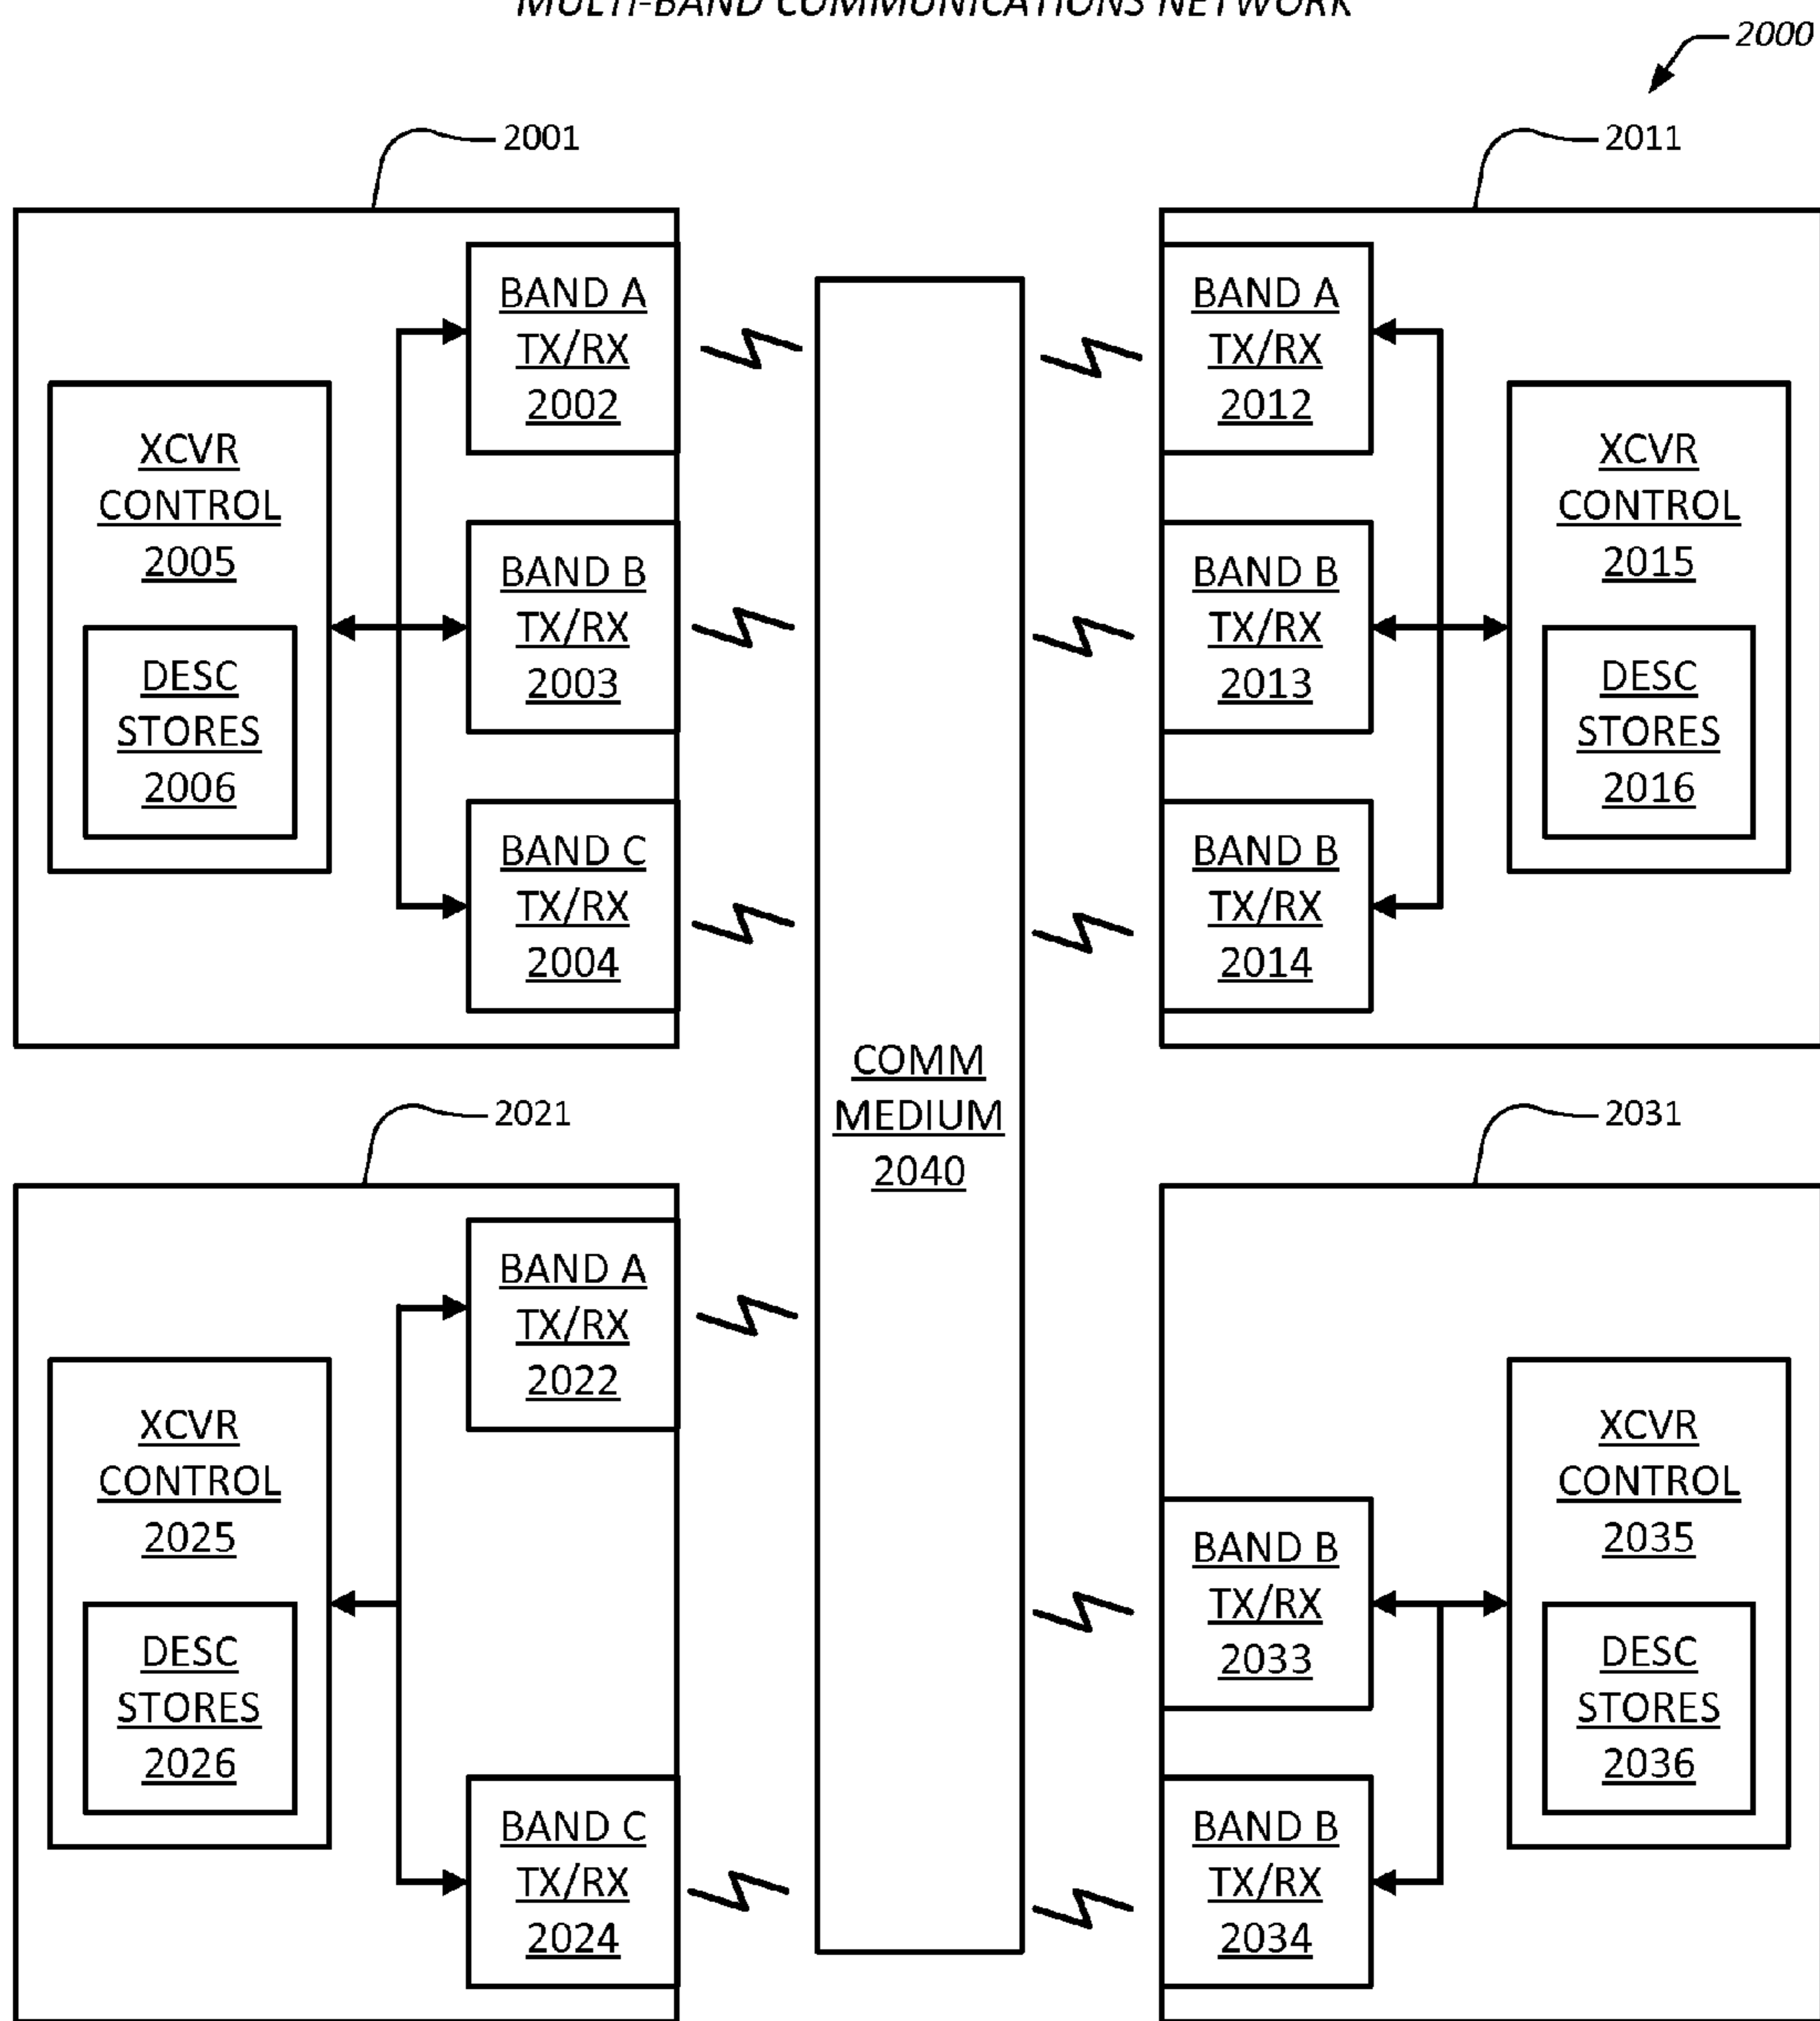 MULTI-BAND COMMUNICATIONS NETWORK
2000
2001
2011
BAND A
TX/RX
2002
XCVR
CONTROL
2005
BAND B
TX/RX
2003
DESC
STORES
2006
BAND C
TX/RX
2004
BAND A
TX/RX
2012
XCVR
CONTROL
2015
BAND B
TX/RX
2013
DESC
STORES
2016
BAND B
TX/RX
2014
COMM
MEDIUM
2040
2021
2031
BAND A
TX/RX
2022
XCVR
CONTROL
2025
DESC
STORES
2026
BAND C
TX/RX
2024
XCVR
CONTROL
2035
BAND B
TX/RX
2033
DESC
STORES
2036
BAND B
TX/RX
2034